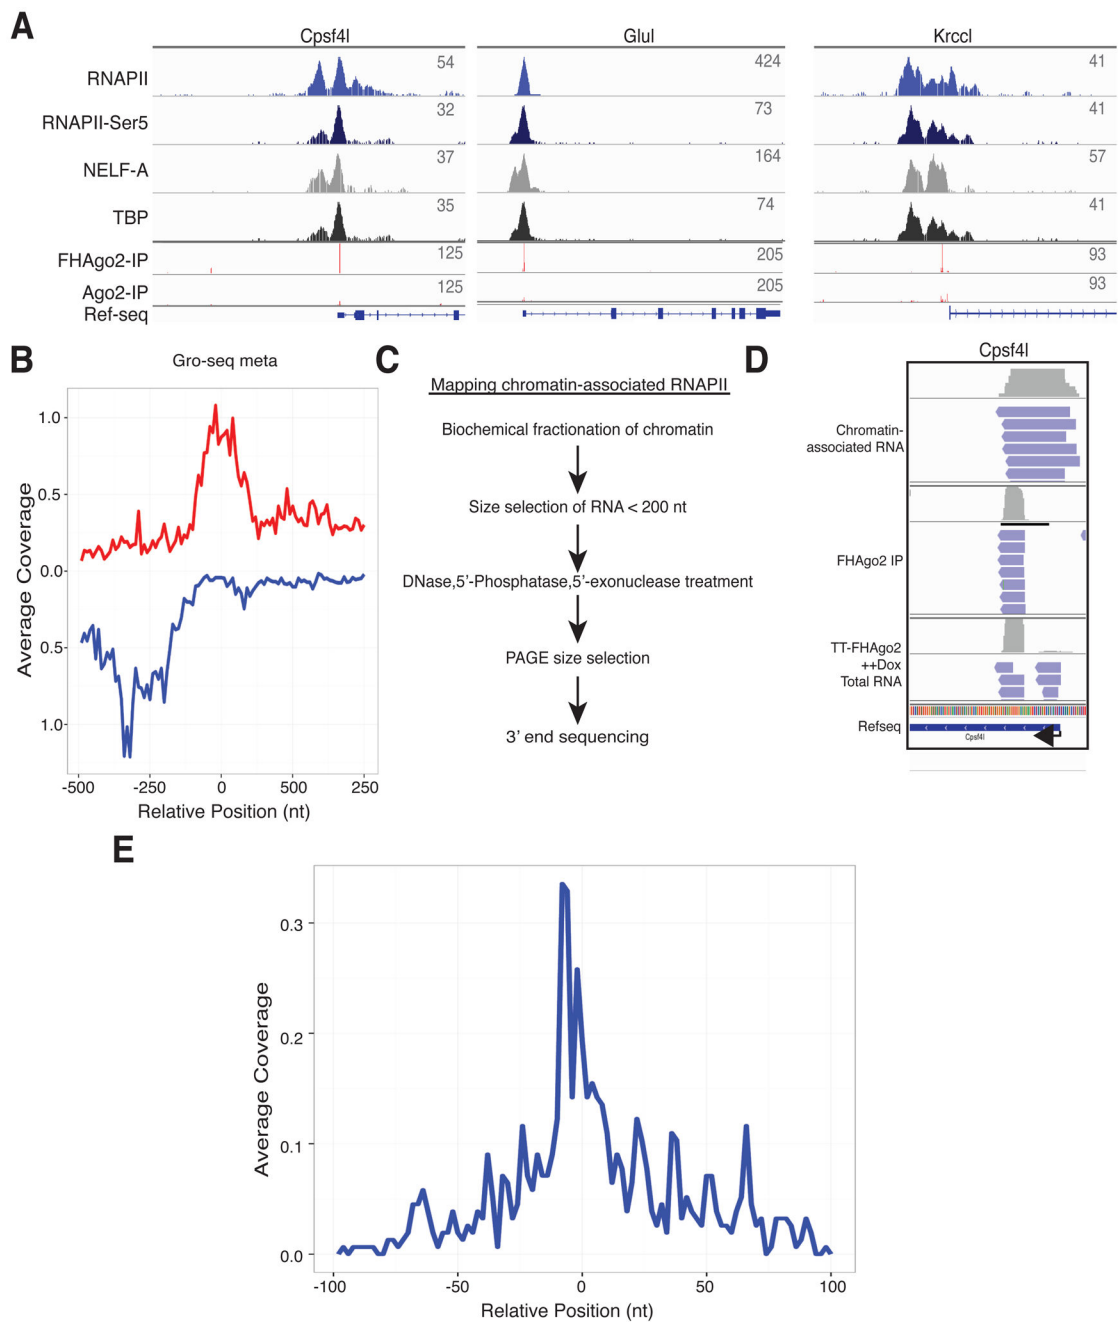 A
Cpsf4l
Glul
Krccl
RNAPII
54
424
41
RNAPII-Ser5
32
73
41
NELF-A
37
164
57
TBP
35
74
41
FHAgo2-IP
125
205
93
Ago2-IP
125
205
93
Ref-seq
B
Gro-seq meta
1.0
0.5
0.0
0.5
1.0
Average Coverage
Average Coverage
-500
-250
0
500
250
Relative Position (nt)
C
Mapping chromatin-associated RNAPII
Biochemical fractionation of chromatin
Size selection of RNA < 200 nt
DNase,5'-Phosphatase,5'-exonuclease treatment
PAGE size selection
3' end sequencing
D
Cpsf4l
Chromatin-
associated RNA
FHAgo2 IP
TT-FHAgo2
++Dox
Total RNA
Refseq
Cpsf4l
E
0.3
0.2
0.1
0.0
Average Coverage
-100
-50
0
50
100
Relative Position (nt)